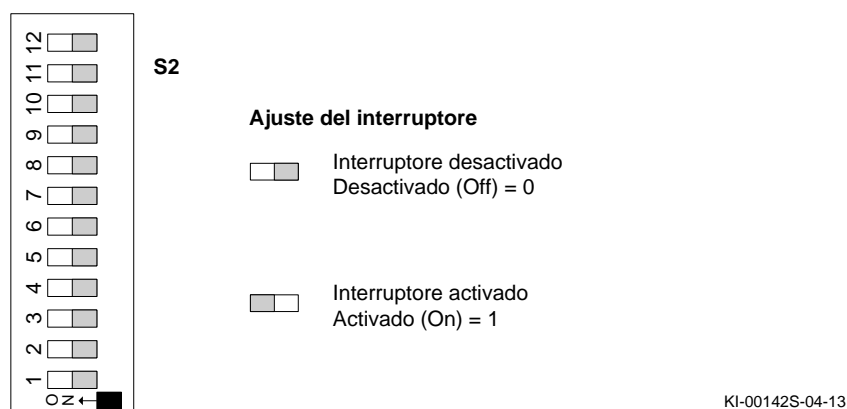 12
11
10
9
8
7
6
5
4
3
2
1
ON
S2
Ajuste del interruptore
Interruptore desactivado
Desactivado (Off) = 0
Interruptore activado
Activado (On) = 1
KI-00142S-04-13